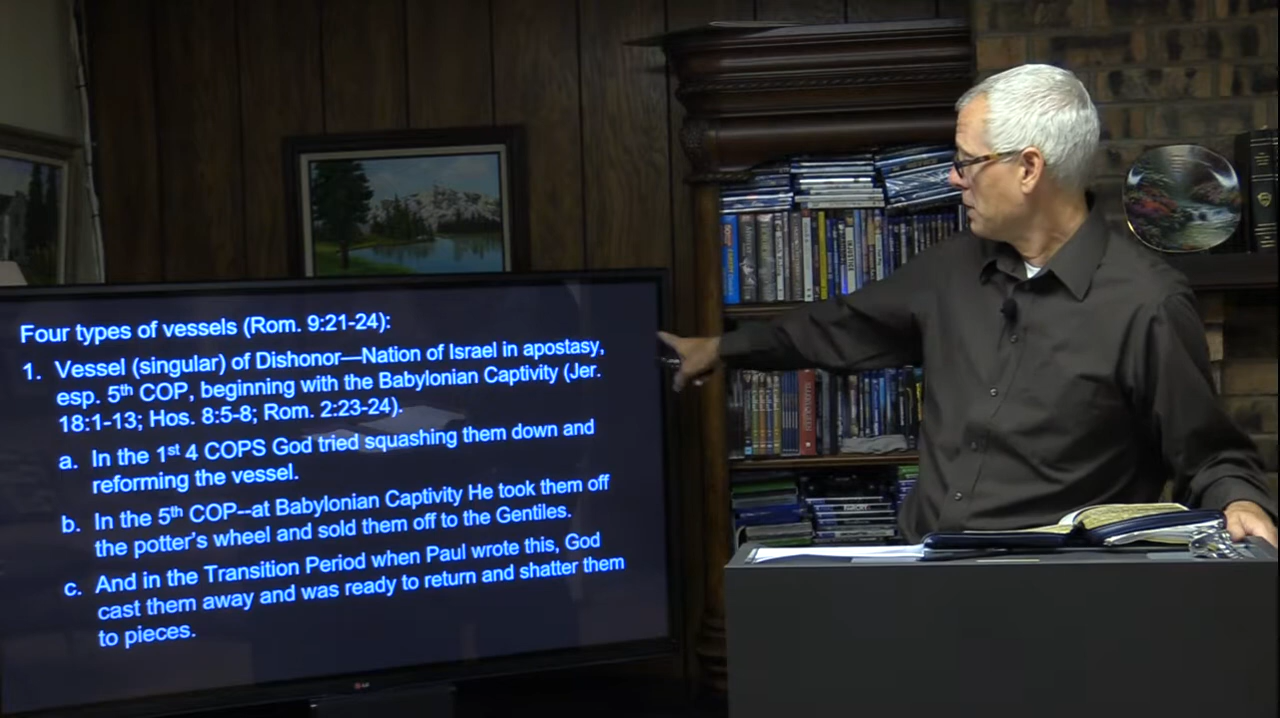 Four types of vessels (Rom. 9:21-24):
1. Vessel (singular) of Dishonor—Nation of Israel in apostasy,
esp. 5th COP, beginning with the Babylonian Captivity (Jer.
18:1-13; Hos. 8:5-8; Rom. 2:23-24).
a. In the 1st 4 COPS God tried squashing them down and
reforming the vessel.
b. In the 5th COP--at Babylonian Captivity He took them off
the potter's wheel and sold them off to the Gentiles.
c. And in the Transition Period when Paul wrote this, God
cast them away and was ready to return and shatter them
to pieces.
LG